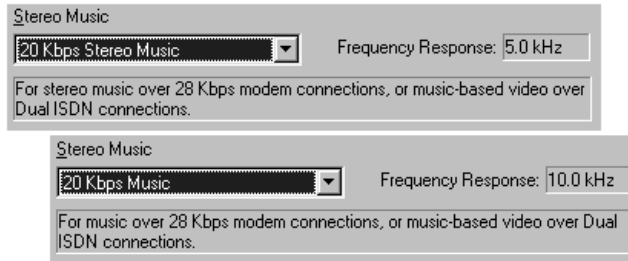 Stereo Music
20 Kbps Stereo Music Frequency Response: 5.0 kHz
For stereo music over 28 Kbps modem connections, or music-based video over
Dual ISDN connections.
Stereo Music
20 Kbps Music Frequency Response: 10.0 kHz
For music over 28 Kbps modem connections, or music-based video over Dual
ISDN connections.